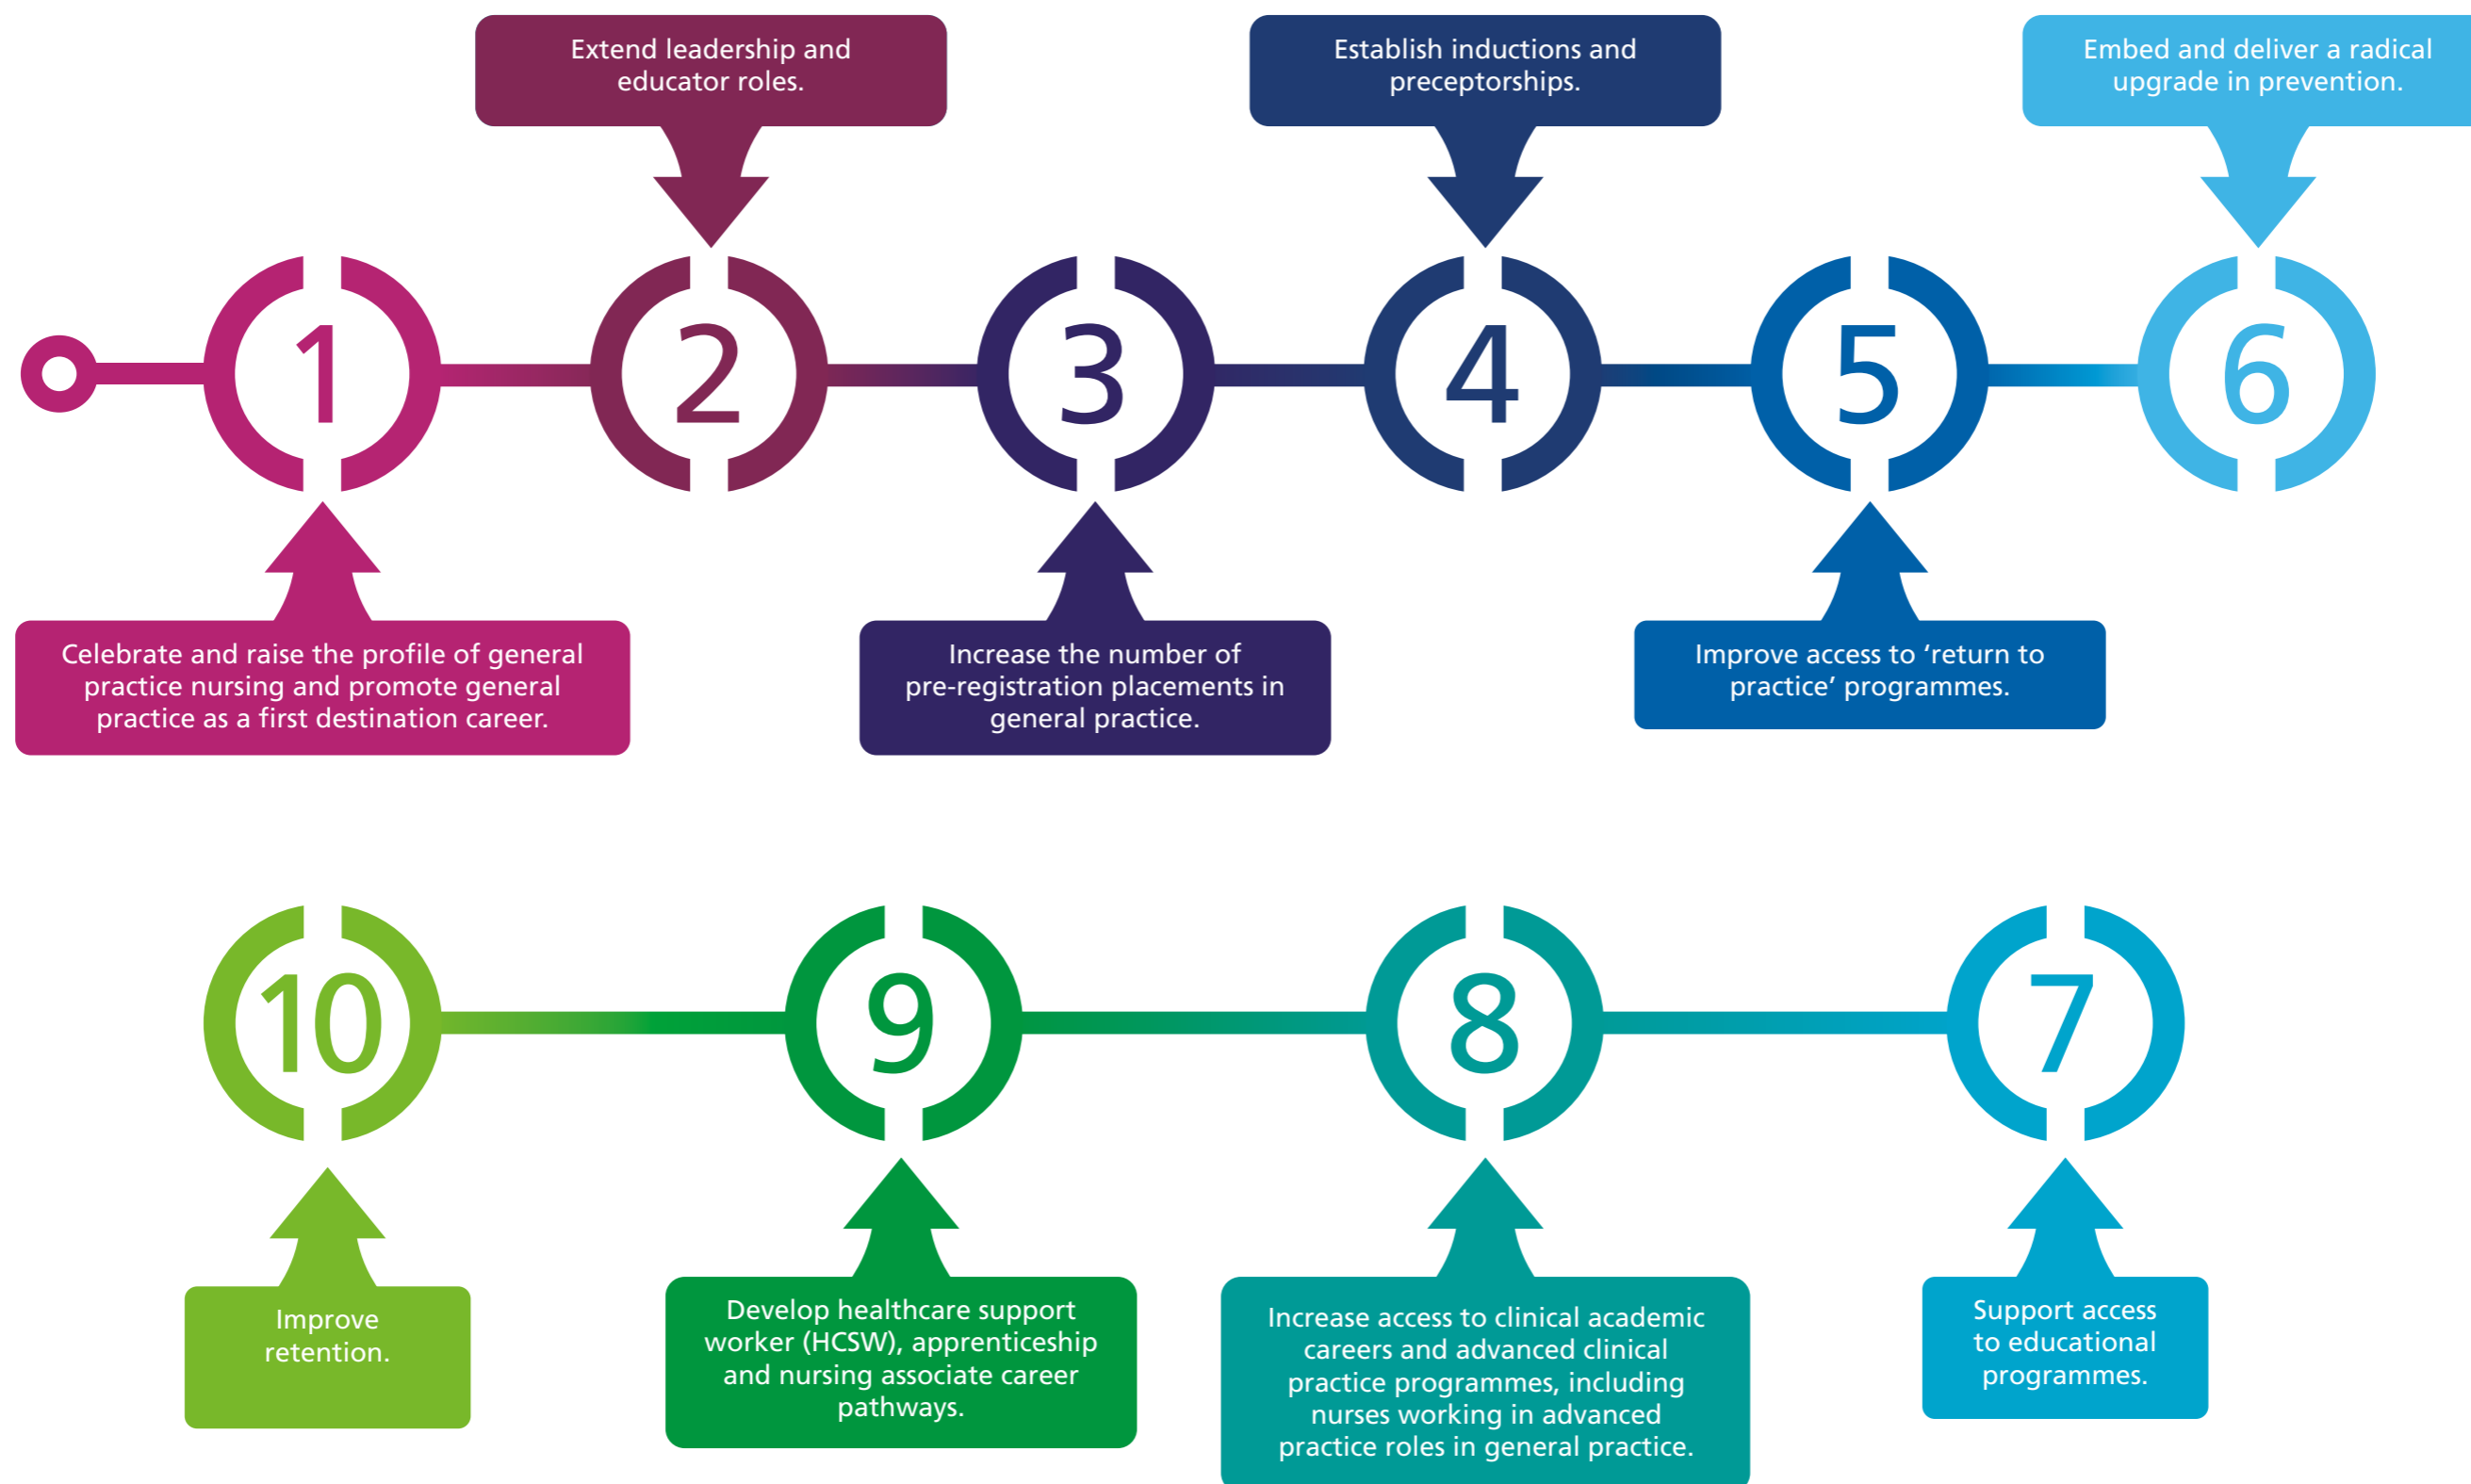 Extend leadership and
educator roles.
Establish inductions and
preceptorships.
Embed and deliver a radical
upgrade in prevention.
1
2
3
4
5
6
Celebrate and raise the profile of general
practice nursing and promote general
practice as a first destination career.
Increase the number of
pre-registration placements in
general practice.
Improve access to ‘return to
practice’ programmes.
10
9
8
7
Improve
retention.
Develop healthcare support
worker (HCSW), apprenticeship
and nursing associate career
pathways.
Increase access to clinical academic
careers and advanced clinical
practice programmes, including
nurses working in advanced
practice roles in general practice.
Support access
to educational
programmes.